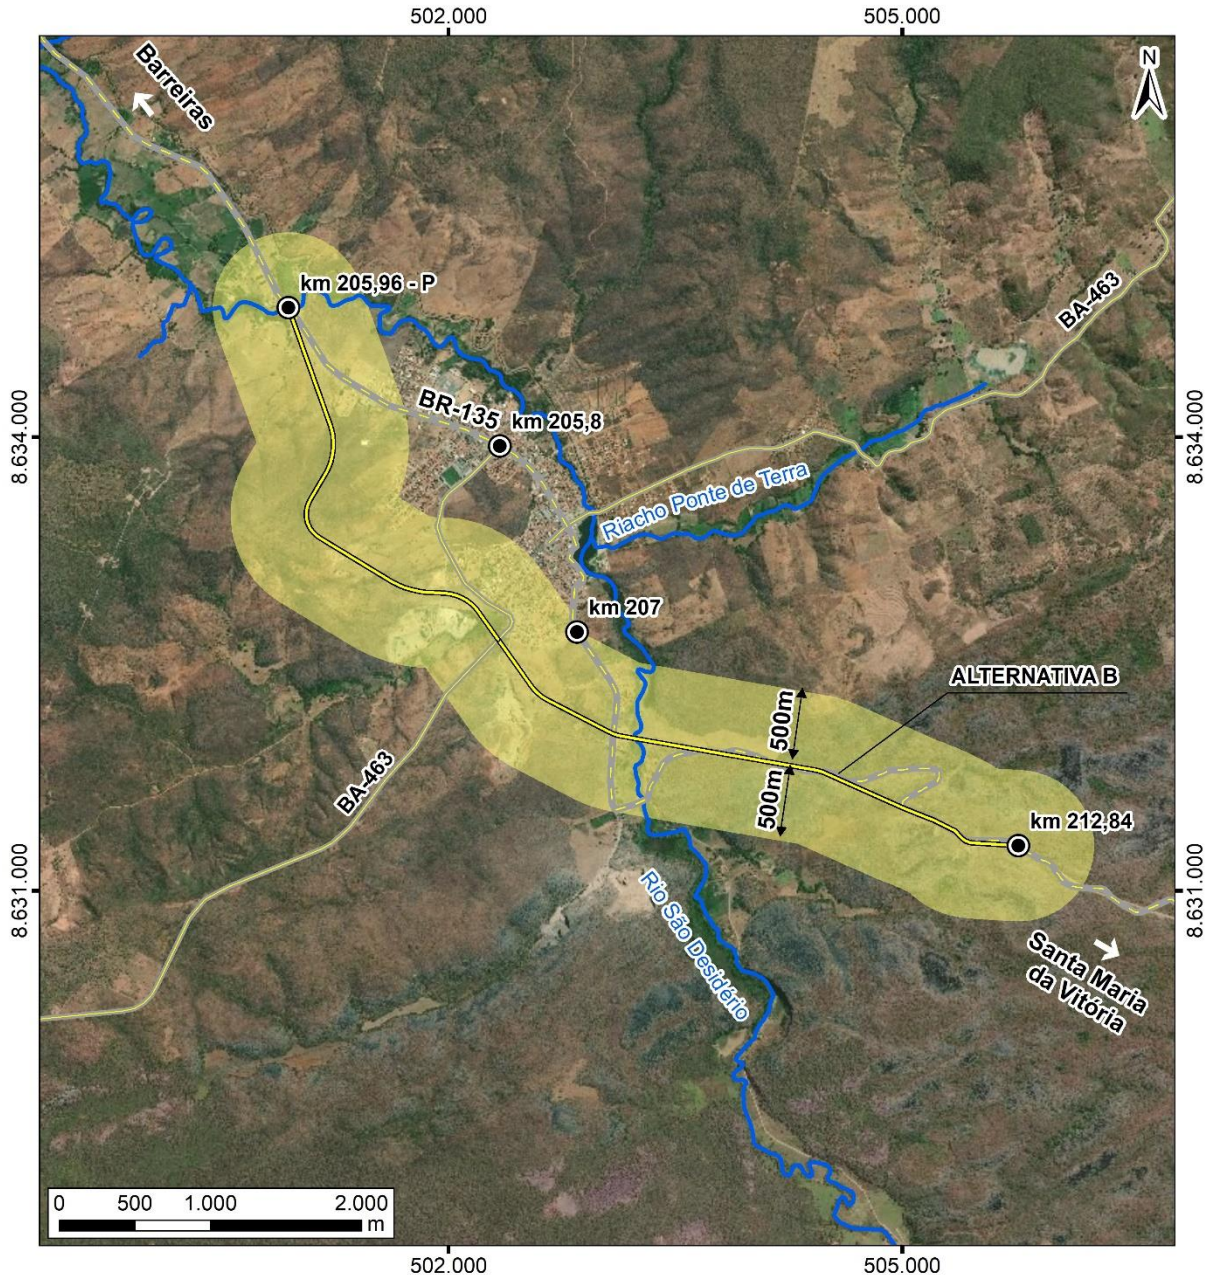 502.000
505.000
Barreiras
N
BA-463
km 205,96 - P
BR-135
km 205,8
8.634.000
8.634.000
Riacho Ponte de Terra
km 207
ALTERNATIVA B
500m
500m
BA-463
km 212,84
8.631.000
8.631.000
Rio São Desidério
Santa Maria
da Vitória
0 500 1.000 2.000
m
502.000
505.000